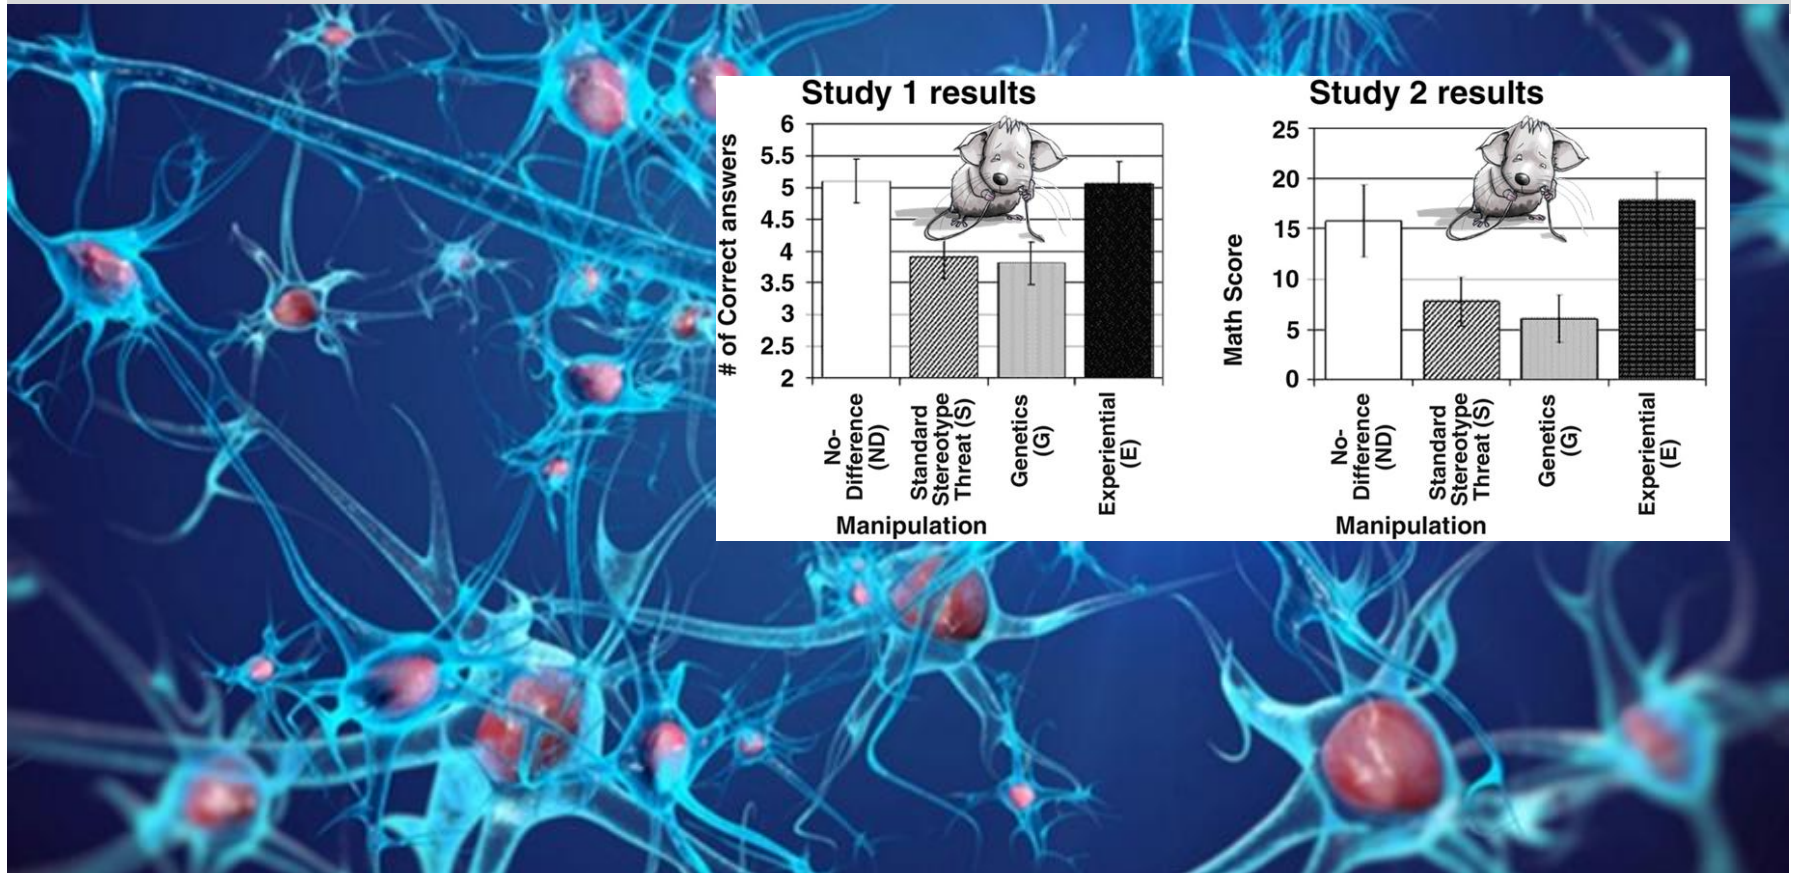 Study 1 results
# of Correct answers
6
5.5
5
4.5
4
3.5
3
2.5
2
No-
Difference
(ND)
Standard
Stereotype
Threat (S)
Genetics
(G)
Experiential
(E)
Manipulation
Study 2 results
Math Score
25
20
15
10
5
0
No-
Difference
(ND)
Standard
Stereotype
Threat (S)
Genetics
(G)
Experiential
(E)
Manipulation